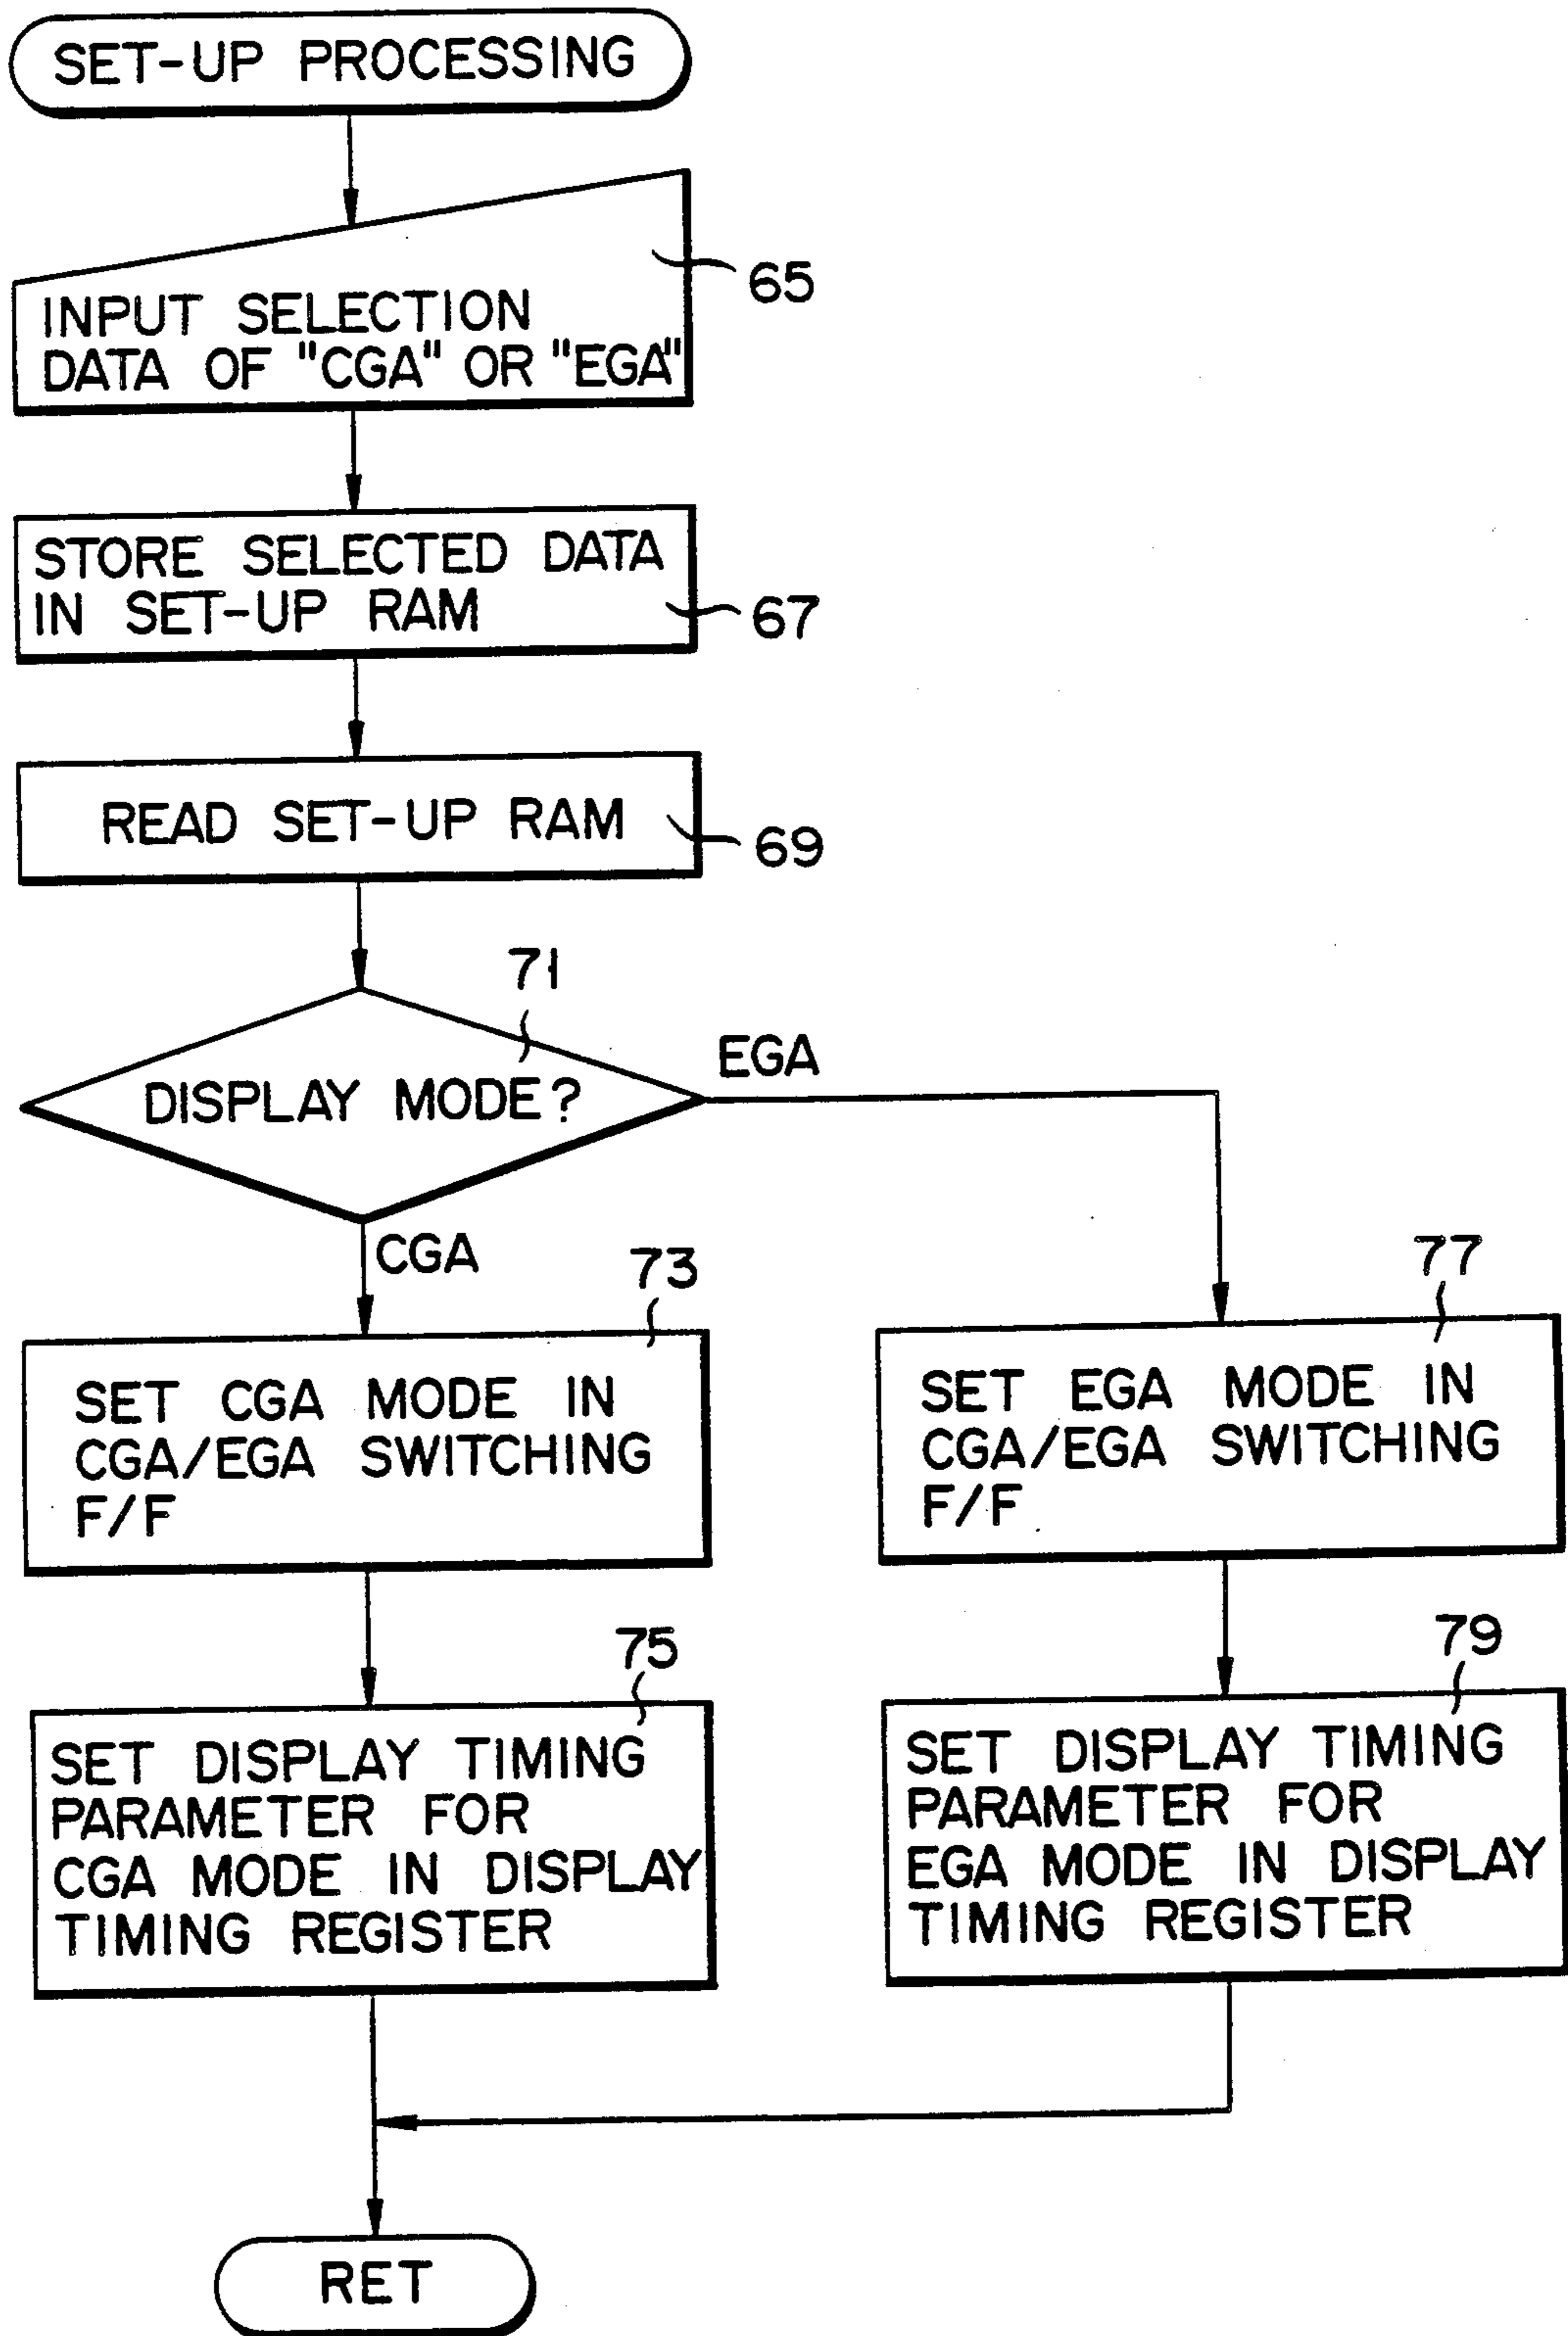 SET-UP PROCESSING
INPUT SELECTION
DATA OF "CGA" OR "EGA"
65
STORE SELECTED DATA
IN SET-UP RAM
67
READ SET-UP RAM
69
71
DISPLAY MODE?
EGA
CGA
73
SET CGA MODE IN
CGA/EGA SWITCHING
F/F
77
SET EGA MODE IN
CGA/EGA SWITCHING
F/F
75
SET DISPLAY TIMING
PARAMETER FOR
CGA MODE IN DISPLAY
TIMING REGISTER
79
SET DISPLAY TIMING
PARAMETER FOR
EGA MODE IN DISPLAY
TIMING REGISTER
RET